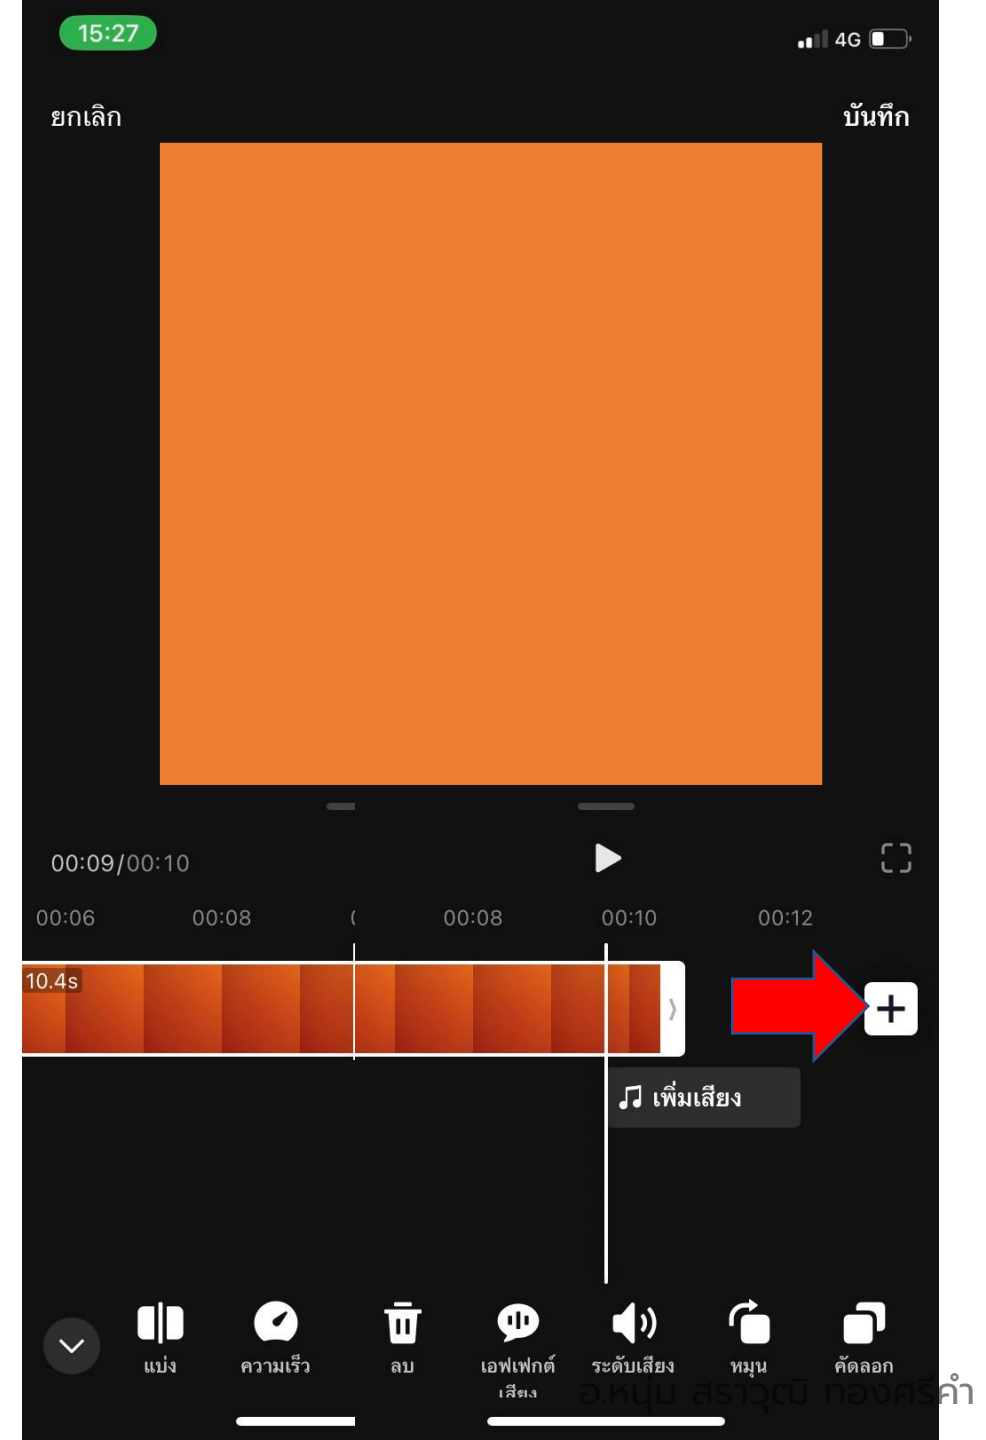 15:27
4G
ยกเลิก
บันทึก
00:09/00:10
00:06 00:08 00:08 00:10 00:12
10.4s
เพิ่มเสียง
แบ่ง
ความเร็ว
ลบ
เอฟเฟกต์
เสียง
ระดับเสียง
หมุน
คัดลอก
อ.หนุ่ม สราวุฒิ ทองศรีคำ